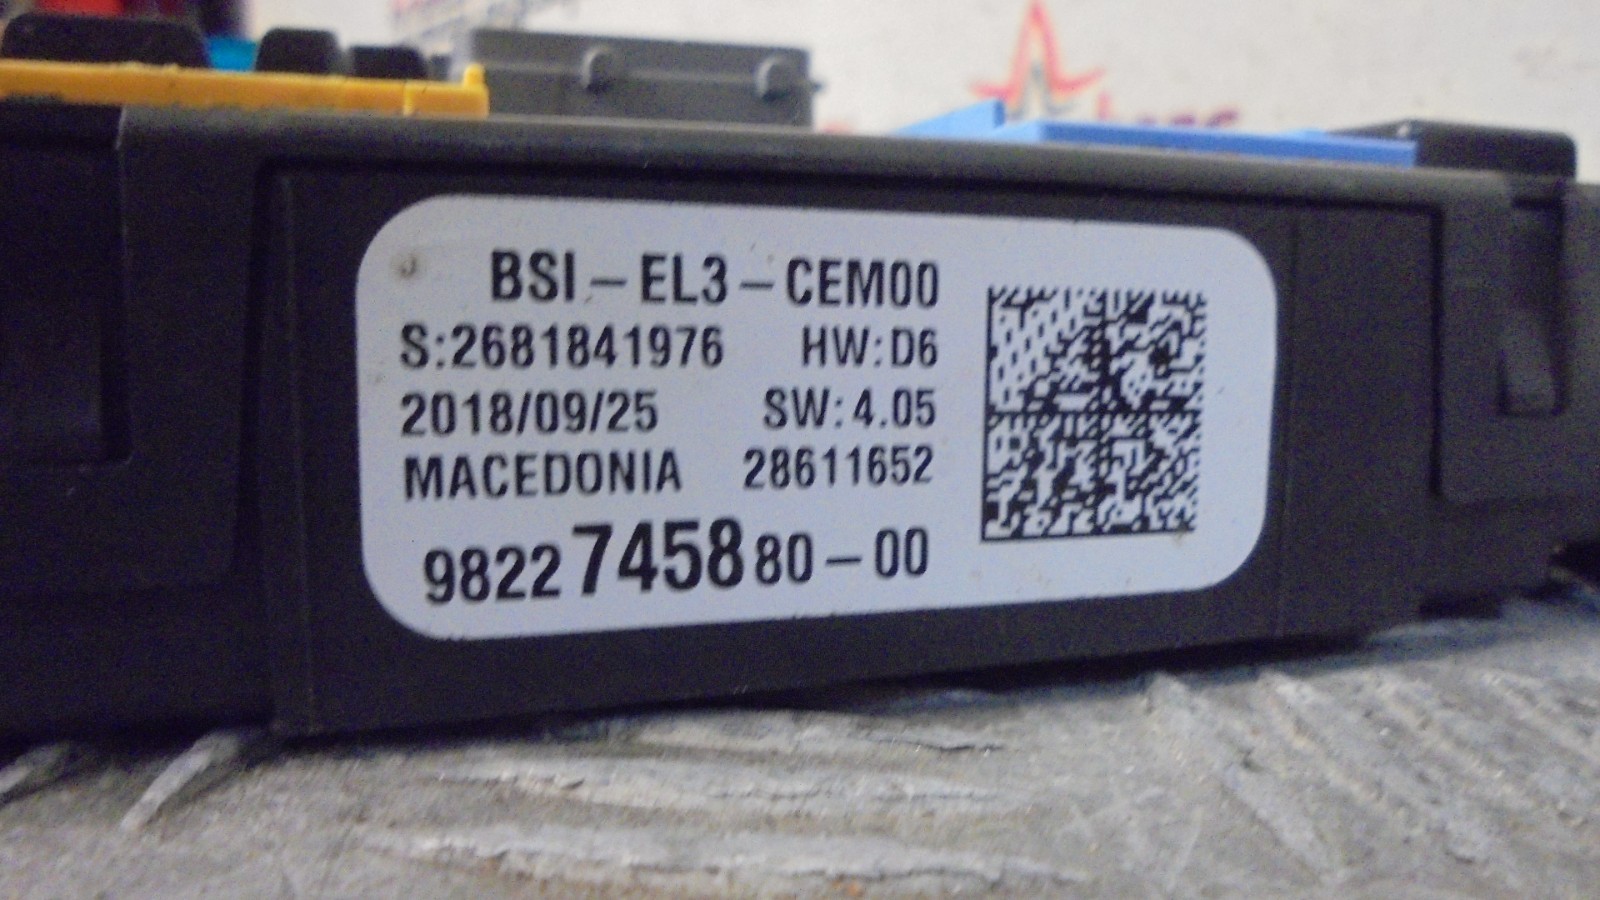 BSI – EL3 – CEM00
S:2681841976 HW:D6
2018/09/25 SW:4.05
MACEDONIA 28611652
9822745880–00